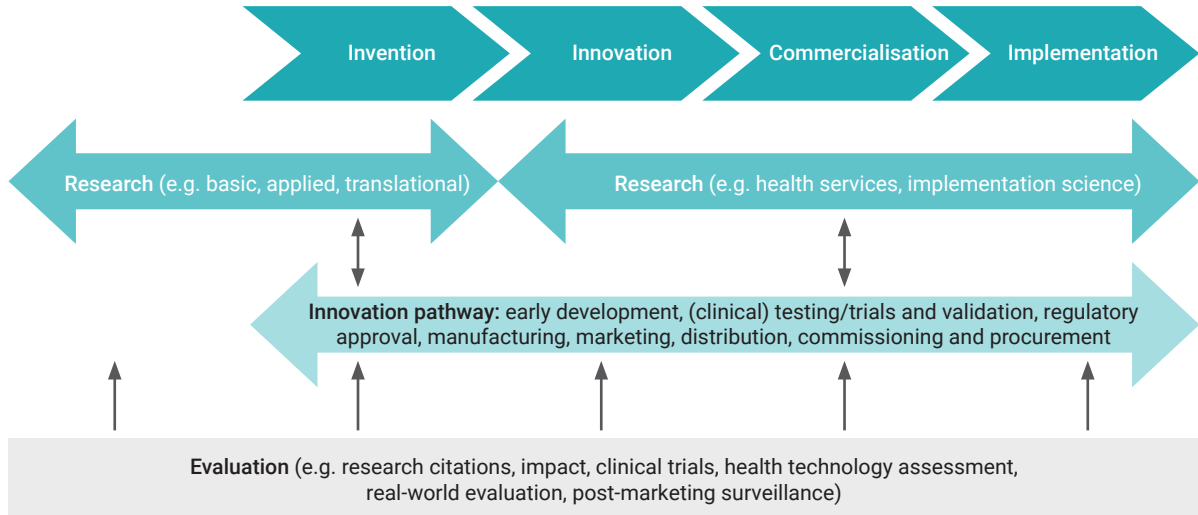 Invention
Innovation
Commercialisation
Implementation
Research (e.g. basic, applied, translational)
Research (e.g. health services, implementation science)
Innovation pathway: early development, (clinical) testing/trials and validation, regulatory
approval, manufacturing, marketing, distribution, commissioning and procurement
Evaluation (e.g. research citations, impact, clinical trials, health technology assessment,
real-world evaluation, post-marketing surveillance)